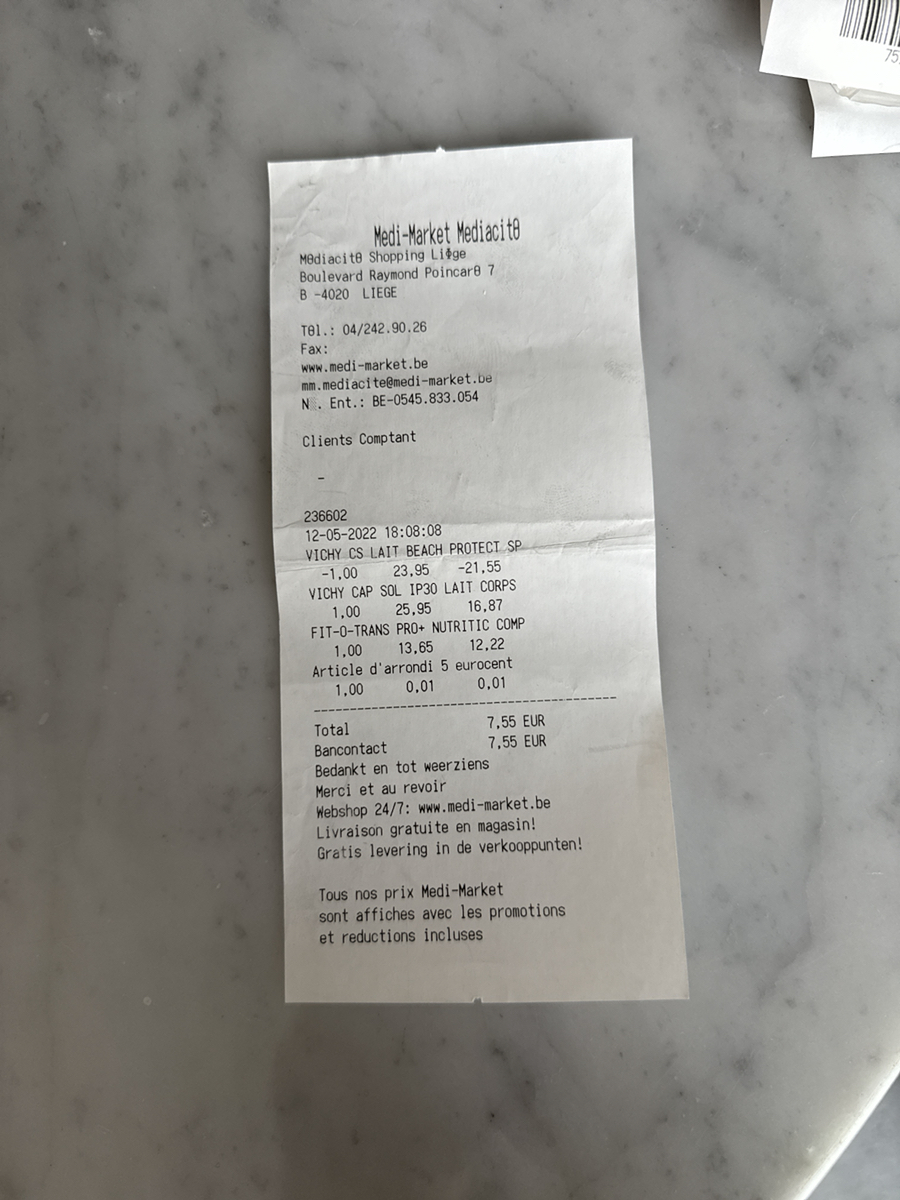 Medi-Market Mediacitθ
Mθdiacitθ Shopping Liφge
Boulevard Raymond Poincarθ 7
B -4020 LIEGE
Tθl.: 04/242.90.26
Fax:
www.medi-market.be
mm.mediacite@medi-market.be
N░. Ent.: BE-0545.833.054
Clients Comptant
-
236602
12-05-2022 18:08:08
VICHY CS LAIT BEACH PROTECT SP
-1,00 23,95 -21,55
VICHY CAP SOL IP30 LAIT CORPS
1,00 25,95 16,87
FIT-O-TRANS PRO+ NUTRITIC COMP
1,00 13,65 12,22
Article d'arrondi 5 eurocent
1,00 0,01 0,01
--------------------------------------------
Total 7,55 EUR
Bancontact 7,55 EUR
Bedankt en tot weerziens
Merci et au revoir
Webshop 24/7: www.medi-market.be
Livraison gratuite en magasin!
Gratis levering in de verkooppunten!
Tous nos prix Medi-Market
sont affiches avec les promotions
et reductions incluses